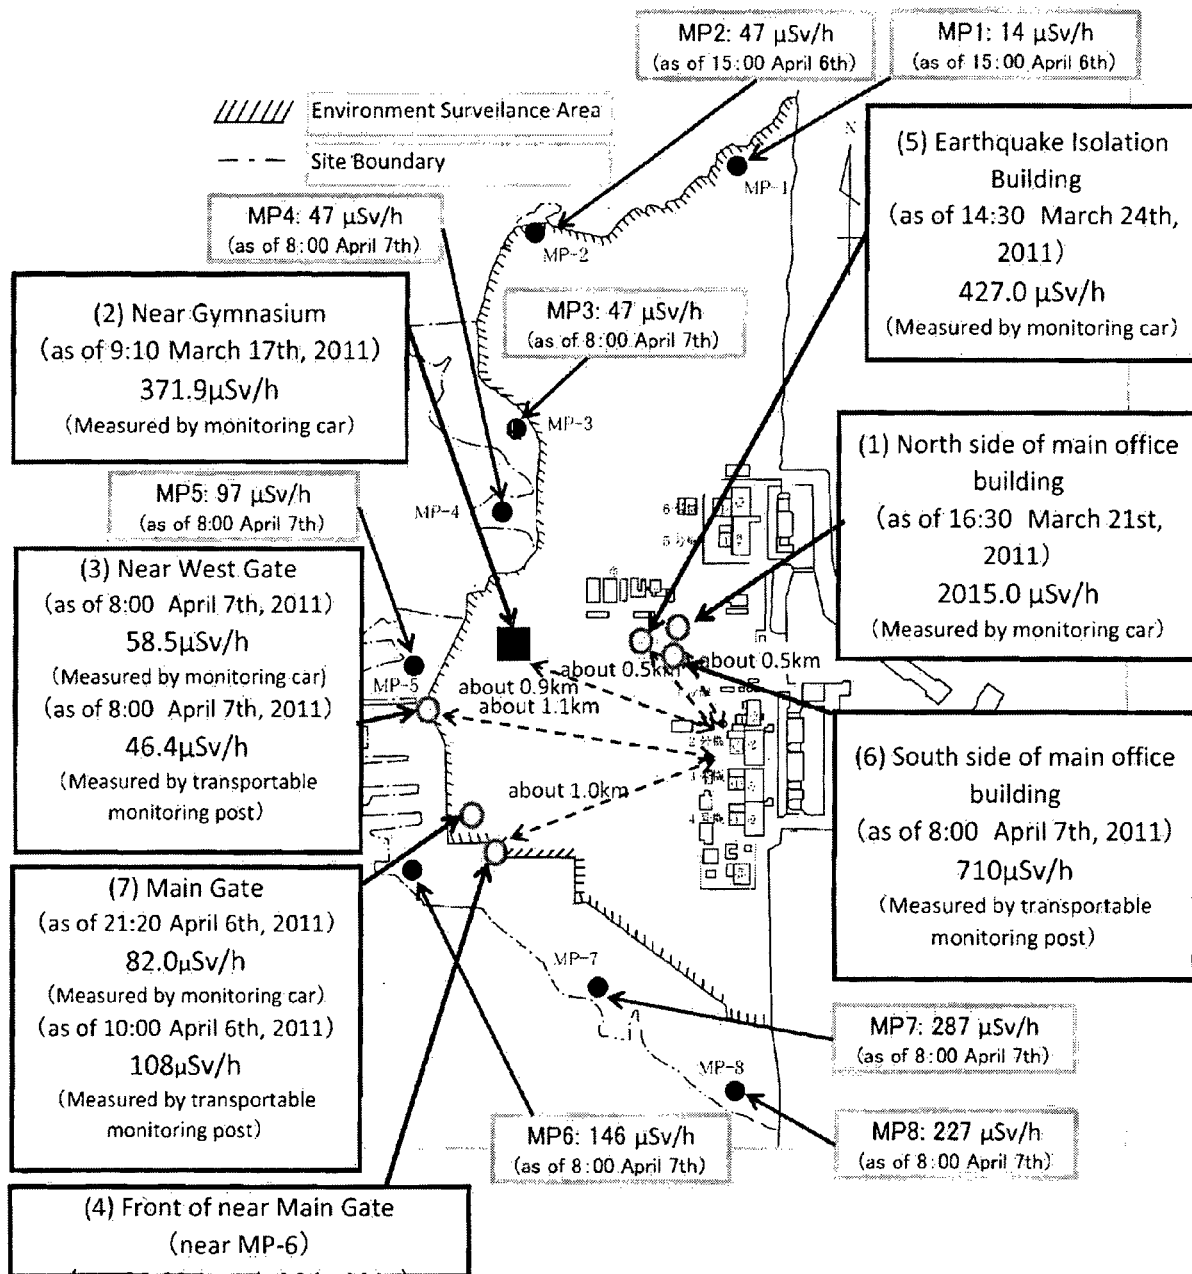 MP2: 47 μSv/h
(as of 15:00 April 6th)
MP1: 14 μSv/h
(as of 15:00 April 6th)
Environment Surveilance Area
Site Boundary
N
(5) Earthquake Isolation
Building
(as of 14:30 March 24th,
2011)
427.0 μSv/h
(Measured by monitoring car)
MP-1
MP4: 47 μSv/h
(as of 8:00 April 7th)
MP-2
(2) Near Gymnasium
(as of 9:10 March 17th, 2011)
371.9μSv/h
(Measured by monitoring car)
MP3: 47 μSv/h
(as of 8:00 April 7th)
MP-3
(1) North side of main office
building
(as of 16:30 March 21st,
2011)
2015.0 μSv/h
(Measured by monitoring car)
MP5: 97 μSv/h
(as of 8:00 April 7th)
MP-4
(3) Near West Gate
(as of 8:00 April 7th, 2011)
58.5μSv/h
(Measured by monitoring car)
(as of 8:00 April 7th, 2011)
46.4μSv/h
(Measured by transportable
monitoring post)
MP-5
about 0.5km
about 0.5km
about 0.9km
about 1.1km
about 1.0km
(6) South side of main office
building
(as of 8:00 April 7th, 2011)
710μSv/h
(Measured by transportable
monitoring post)
(7) Main Gate
(as of 21:20 April 6th, 2011)
82.0μSv/h
(Measured by monitoring car)
(as of 10:00 April 6th, 2011)
108μSv/h
(Measured by transportable
monitoring post)
MP-7
MP7: 287 μSv/h
(as of 8:00 April 7th)
MP-8
MP6: 146 μSv/h
(as of 8:00 April 7th)
MP8: 227 μSv/h
(as of 8:00 April 7th)
(4) Front of near Main Gate
(near MP-6)